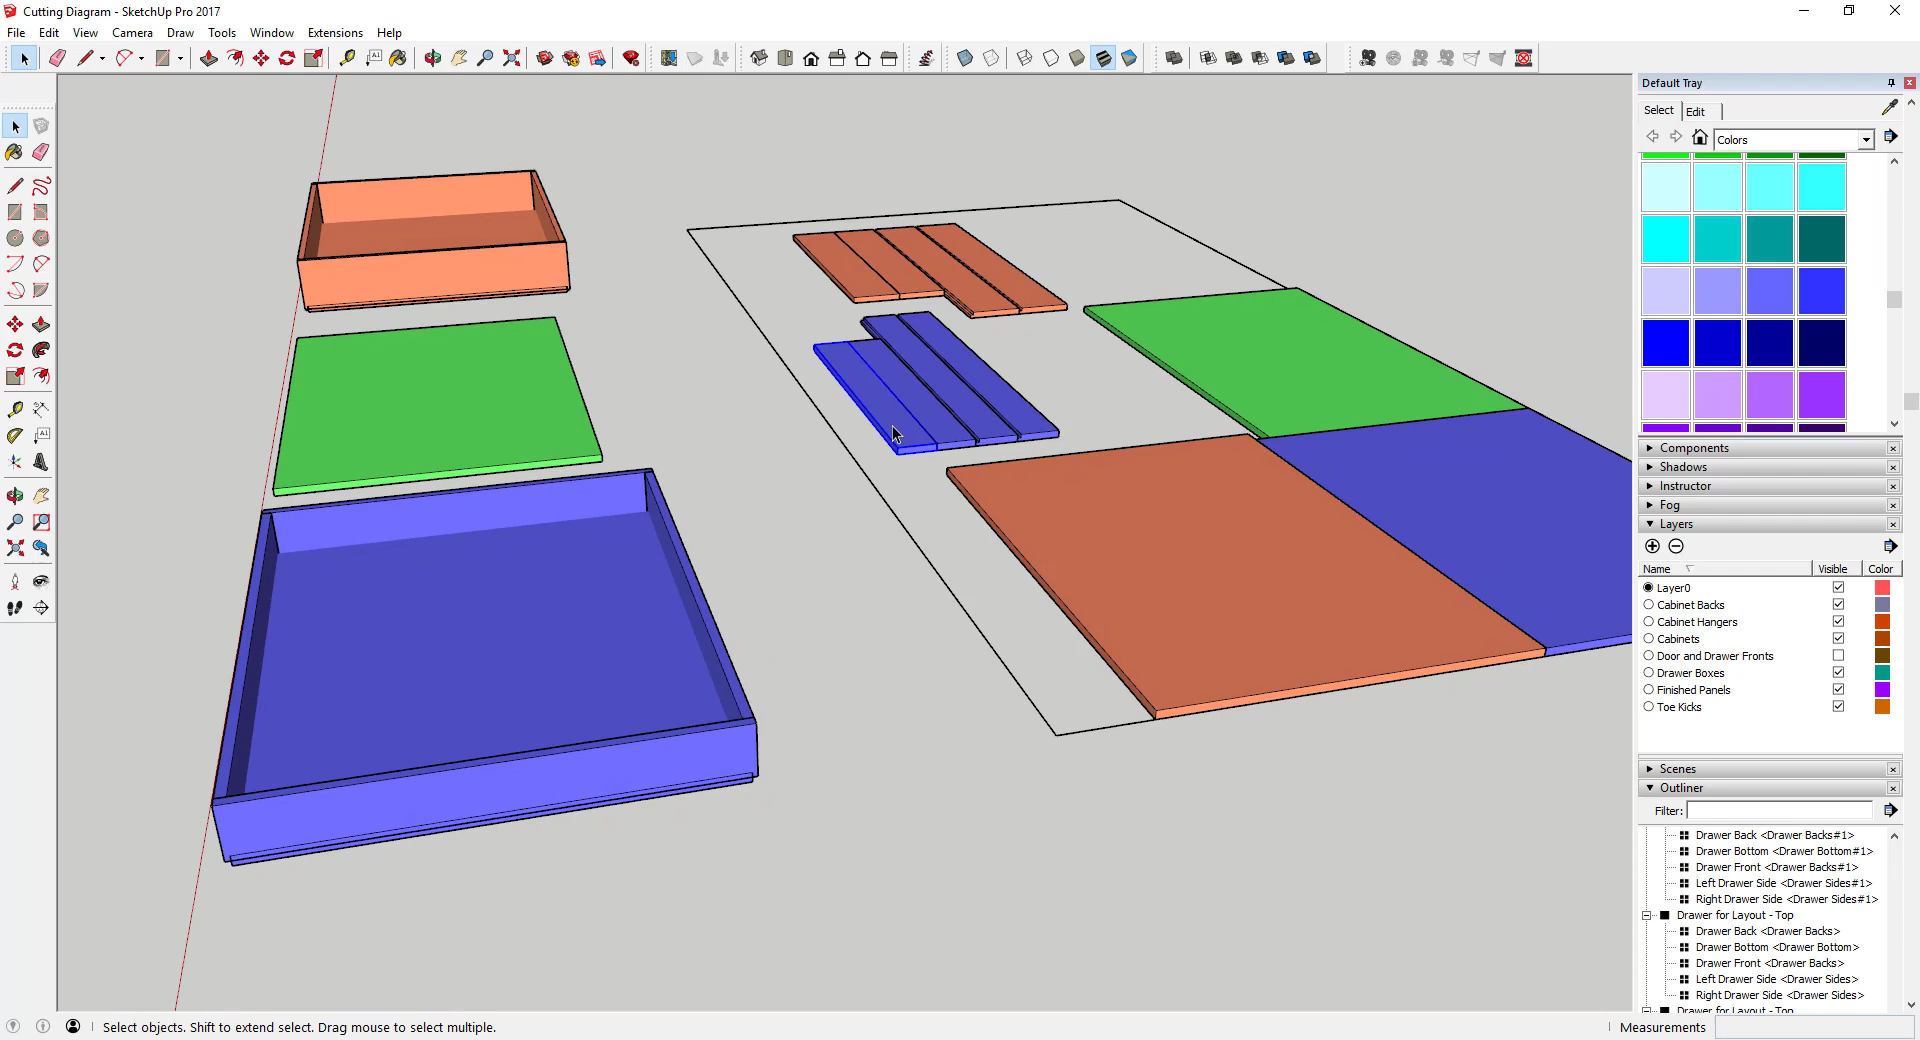 Cutting Diagram - SketchUp Pro 2017
File Edit View Camera Draw Tools Window Extensions Help
Default Tray
Select Edit
Colors
Components
Shadows
Instructor
Fog
Layers
Name Visible Color
Layer0
Cabinet Backs
Cabinet Hangers
Cabinets
Door and Drawer Fronts
Drawer Boxes
Finished Panels
Toe Kicks
Scenes
Outliner
Filter:
Drawer Back <Drawer Backs#1>
Drawer Bottom <Drawer Bottom#1>
Drawer Front <Drawer Backs#1>
Left Drawer Side <Drawer Sides#1>
Right Drawer Side <Drawer Sides#1>
Drawer for Layout - Top
Drawer Back <Drawer Backs>
Drawer Bottom <Drawer Bottom>
Drawer Front <Drawer Backs>
Left Drawer Side <Drawer Sides>
Right Drawer Side <Drawer Sides>
Drawer for Layout - Top
Select objects. Shift to extend select. Drag mouse to select multiple.
Measurements